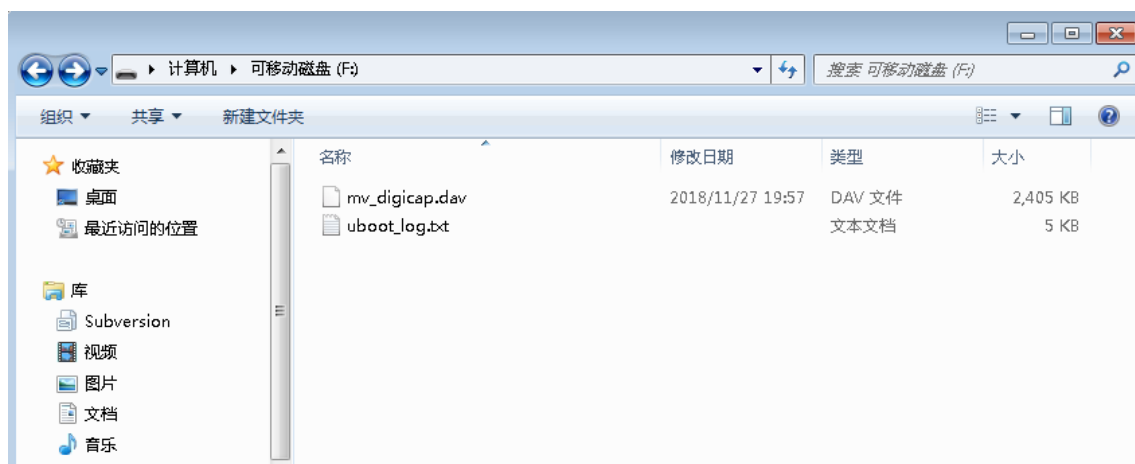 计算机 可移动磁盘 (F:) 搜索 可移动磁盘 (F:)
组织 共享 新建文件夹
收藏夹
桌面
最近访问的位置
库
Subversion
视频
图片
文档
音乐
名称 修改日期 类型 大小
mv_digicap.dav 2018/11/27 19:57 DAV 文件 2,405 KB
uboot_log.txt 文本文档 5 KB